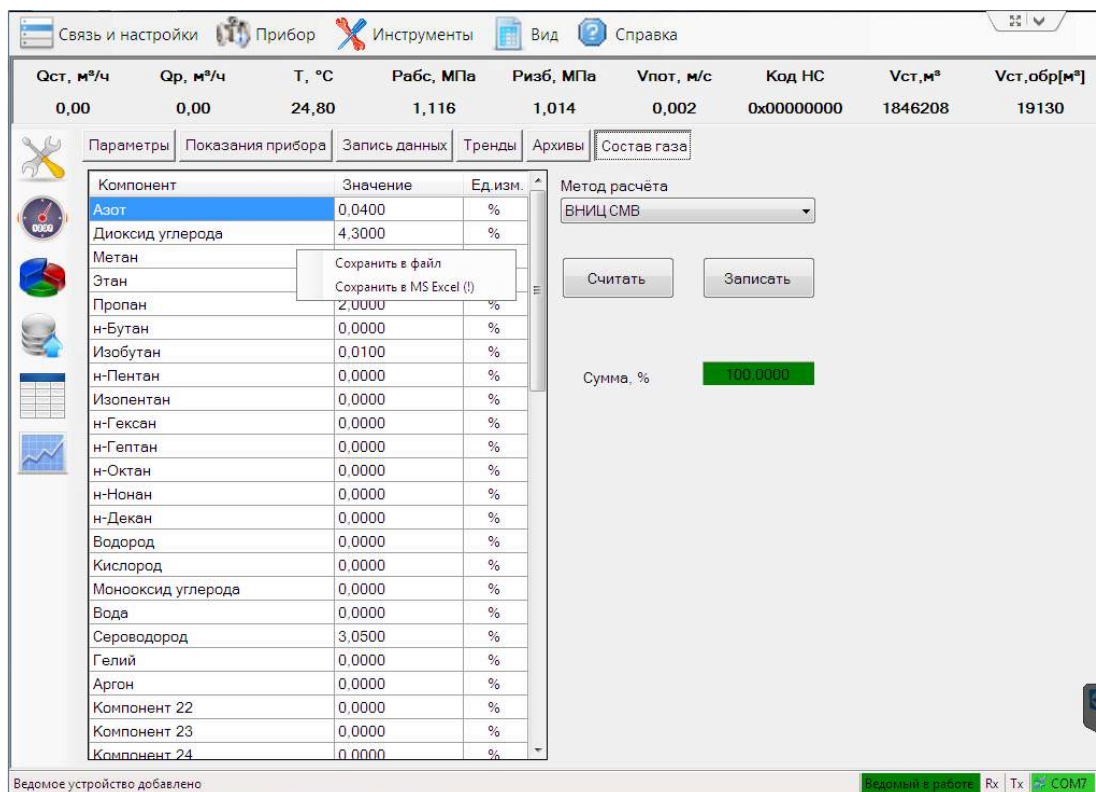 Связь и настройки Прибор Инструменты Вид Справка
Qст, м³/ч Qр, м³/ч T, °C Рабс, МПа Ризб, МПа Vпот, м/с Код НС Vст,м³ Vст,обр[м³]
0,00 0,00 24,80 1,116 1,014 0,002 0x00000000 1846208 19130
Параметры Показания прибора Запись данных Тренды Архивы Состав газа
Компонент Значение Ед.изм.
Метод расчёта
ВНИЦ СМВ
Азот 0,0400 %
Диоксид углерода 4,3000 %
Метан
Сохранить в файл
Этан
Сохранить в MS Excel (!)
Считать Записать
Пропан 2,0000 %
н-Бутан 0,0000 %
Изобутан 0,0100 %
н-Пентан 0,0000 %
Сумма, % 100,0000
Изопентан 0,0000 %
н-Гексан 0,0000 %
н-Гептан 0,0000 %
н-Октан 0,0000 %
н-Нонан 0,0000 %
н-Декан 0,0000 %
Водород 0,0000 %
Кислород 0,0000 %
Монооксид углерода 0,0000 %
Вода 0,0000 %
Сероводород 3,0500 %
Гелий 0,0000 %
Аргон 0,0000 %
Компонент 22 0,0000 %
Компонент 23 0,0000 %
Компонент 24 0,0000 %
Ведомое устройство добавлено Ведомый в работе Rx Tx COM7